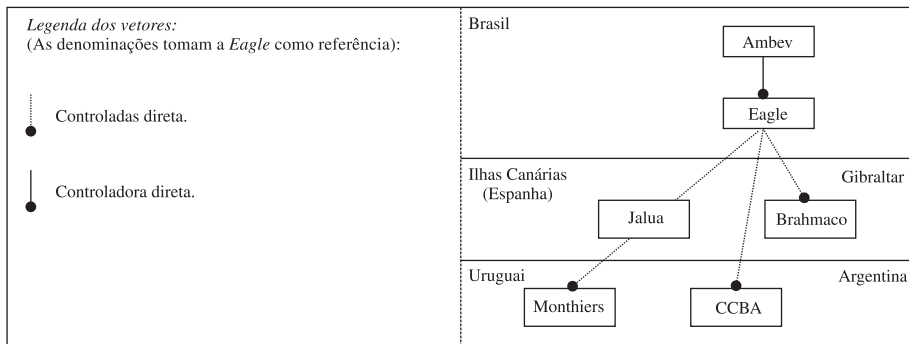 Legenda dos vetores:
(As denominações tomam a Eagle como referência):
Controladas direta.
Controladora direta.
Brasil
Ambev
Eagle
Ilhas Canárias
(Espanha)
Gibraltar
Jalua
Brahmaco
Uruguai
Argentina
Monthiers
CCBA